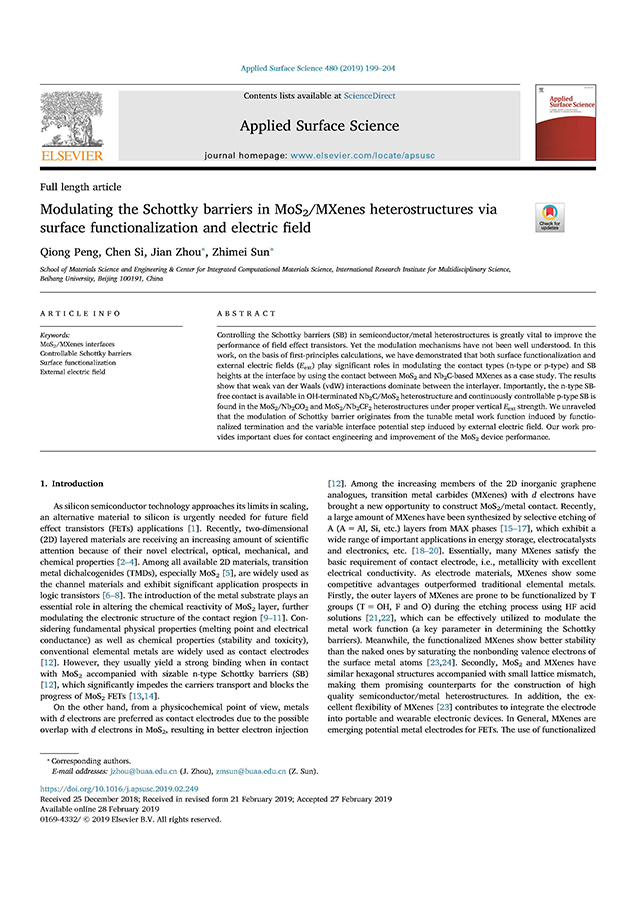 Applied Surface Science 480 (2019) 199–204
Contents lists available at ScienceDirect
Applied Surface Science
journal homepage: www.elsevier.com/locate/apsusc
ELSEVIER
Applied
Surface Science
Full length article
Modulating the Schottky barriers in MoS2/MXenes heterostructures via
surface functionalization and electric field
Check for
updates
Qiong Peng, Chen Si, Jian Zhou*, Zhimei Sun*
School of Materials Science and Engineering & Center for Integrated Computational Materials Science, International Research Institute for Multidisciplinary Science,
Beihang University, Beijing 100191, China
ARTICLE INFO
Keywords:
MoS2/MXenes interfaces
Controllable Schottky barriers
Surface functionalization
External electric field
ABSTRACT
Controlling the Schottky barriers (SB) in semiconductor/metal heterostructures is greatly vital to improve the
performance of field effect transistors. Yet the modulation mechanisms have not been well understood. In this
work, on the basis of first-principles calculations, we have demonstrated that both surface functionalization and
external electric fields (Eext) play significant roles in modulating the contact types (n-type or p-type) and SB
heights at the interface by using the contact between MoS2 and Nb2C-based MXenes as a case study. The results
show that weak van der Waals (vdW) interactions dominate between the interlayer. Importantly, the n-type SB-
free contact is available in OH-terminated Nb2C/MoS2 heterostructure and continuously controllable p-type SB is
found in the MoS2/Nb2CO2 and MoS2/Nb2CF2 heterostructures under proper vertical Eext strength. We unraveled
that the modulation of Schottky barrier originates from the tunable metal work function induced by functio-
nalized termination and the variable interface potential step induced by external electric field. Our work pro-
vides important clues for contact engineering and improvement of the MoS2 device performance.
1. Introduction
As silicon semiconductor technology approaches its limits in scaling,
an alternative material to silicon is urgently needed for future field
effect transistors (FETs) applications [1]. Recently, two-dimensional
(2D) layered materials are receiving an increasing amount of scientific
attention because of their novel electrical, optical, mechanical, and
chemical properties [2–4]. Among all available 2D materials, transition
metal dichalcogenides (TMDs), especially MoS2 [5], are widely used as
the channel materials and exhibit significant application prospects in
logic transistors [6–8]. The introduction of the metal substrate plays an
essential role in altering the chemical reactivity of MoS2 layer, further
modulating the electronic structure of the contact region [9–11]. Con-
sidering fundamental physical properties (melting point and electrical
conductance) as well as chemical properties (stability and toxicity),
conventional elemental metals are widely used as contact electrodes
[12]. However, they usually yield a strong binding when in contact
with MoS2 accompanied with sizable n-type Schottky barriers (SB)
[12], which significantly impedes the carriers transport and blocks the
progress of MoS2 FETs [13,14].
On the other hand, from a physicochemical point of view, metals
with d electrons are preferred as contact electrodes due to the possible
overlap with d electrons in MoS2, resulting in better electron injection
[12]. Among the increasing members of the 2D inorganic graphene
analogues, transition metal carbides (MXenes) with d electrons have
brought a new opportunity to construct MoS2/metal contact. Recently,
a large amount of MXenes have been synthesized by selective etching of
A (A = Al, Si, etc.) layers from MAX phases [15–17], which exhibit a
wide range of important applications in energy storage, electrocatalysts
and electronics, etc. [18–20]. Essentially, many MXenes satisfy the
basic requirement of contact electrode, i.e., metallicity with excellent
electrical conductivity. As electrode materials, MXenes show some
competitive advantages outperformed traditional elemental metals.
Firstly, the outer layers of MXenes are prone to be functionalized by T
groups (T = OH, F and O) during the etching process using HF acid
solutions [21,22], which can be effectively utilized to modulate the
metal work function (a key parameter in determining the Schottky
barriers). Meanwhile, the functionalized MXenes show better stability
than the naked ones by saturating the nonbonding valence electrons of
the surface metal atoms [23,24]. Secondly, MoS2 and MXenes have
similar hexagonal structures accompanied with small lattice mismatch,
making them promising counterparts for the construction of high
quality semiconductor/metal heterostructures. In addition, the ex-
cellent flexibility of MXenes [23] contributes to integrate the electrode
into portable and wearable electronic devices. In General, MXenes are
emerging potential metal electrodes for FETs. The use of functionalized
* Corresponding authors.
E-mail addresses: jzhou@buaa.edu.cn (J. Zhou), zmsun@buaa.edu.cn (Z. Sun).
https://doi.org/10.1016/j.apsusc.2019.02.249
Received 25 December 2018; Received in revised form 21 February 2019; Accepted 27 February 2019
Available online 28 February 2019
0169-4332/ © 2019 Elsevier B.V. All rights reserved.